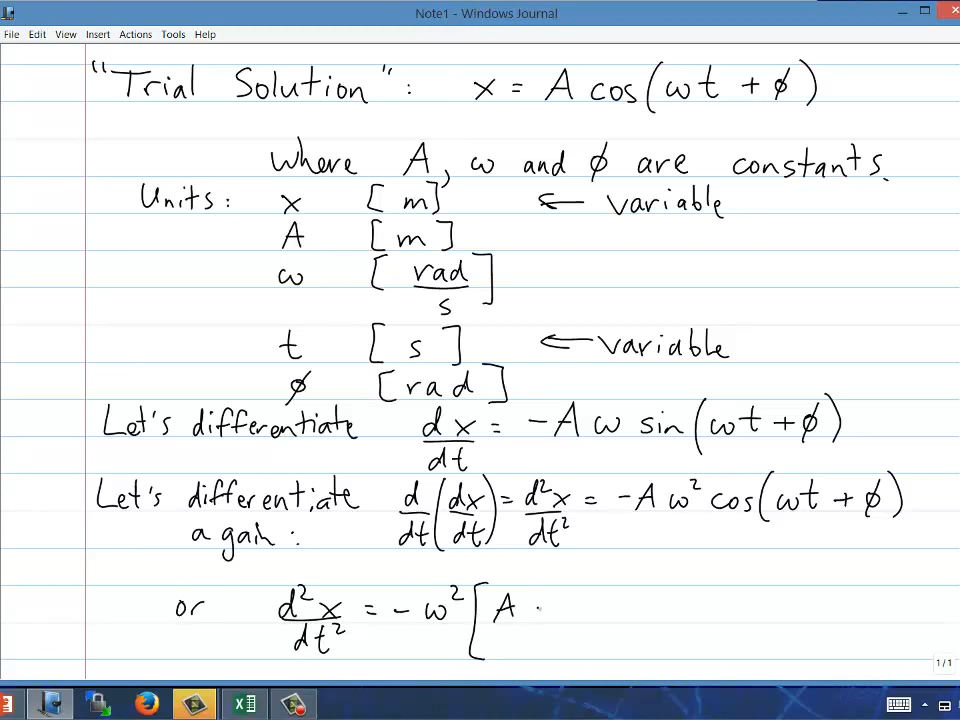 Note1 - Windows Journal
File Edit View Insert Actions Tools Help
"Trial Solution": x = A cos(ωt + ϕ)
where A, ω and ϕ are constants.
Units: x [m] ← variable
A [m]
ω [rad/s]
t [s] ← variable
ϕ [rad]
Let's differentiate dx/dt = -Aω sin(ωt + ϕ)
Let's differentiate d/dt(dx/dt) = d²x/dt² = -Aω² cos(ωt + ϕ)
again:
or d²x/dt² = -ω² [A
1/1